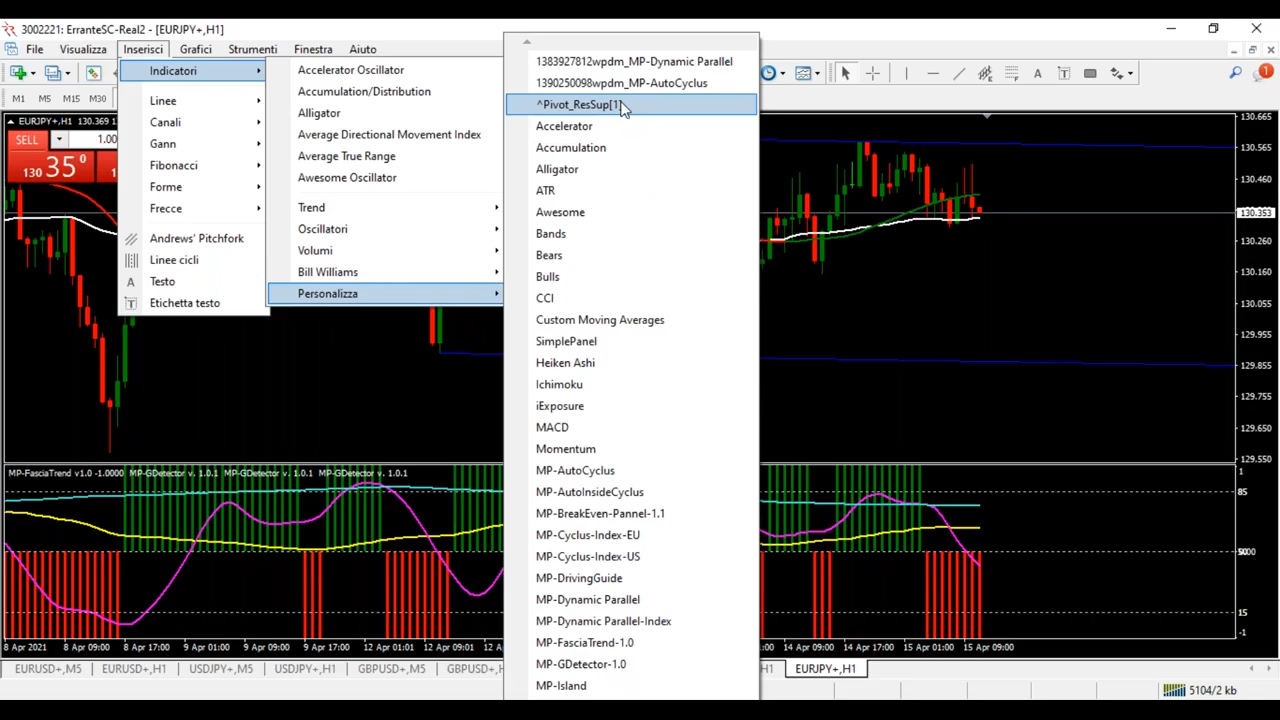 3002221: ErranteSC-Real2 - [EURJPY+,H1]
File Visualizza Inserisci Grafici Strumenti Finestra Aiuto
M1 M5 M15 M30
EURJPY+,H1 130.369
SELL 1.00
130 35 0
Indicatori
Linee
Canali
Gann
Fibonacci
Forme
Frecce
Andrews' Pitchfork
Linee cicli
Testo
Etichetta testo
Accelerator Oscillator
Accumulation/Distribution
Alligator
Average Directional Movement Index
Average True Range
Awesome Oscillator
Trend
Oscillatori
Volumi
Bill Williams
Personalizza
1383927812wpdm_MP-Dynamic Parallel
1390250098wpdm_MP-AutoCyclus
^Pivot_ResSup[1]
Accelerator
Accumulation
Alligator
ATR
Awesome
Bands
Bears
Bulls
CCI
Custom Moving Averages
SimplePanel
Heiken Ashi
Ichimoku
iExposure
MACD
Momentum
MP-AutoCyclus
MP-AutoInsideCyclus
MP-BreakEven-Pannel-1.1
MP-Cyclus-Index-EU
MP-Cyclus-Index-US
MP-DrivingGuide
MP-Dynamic Parallel
MP-Dynamic Parallel-Index
MP-FasciaTrend-1.0
MP-GDetector-1.0
MP-Island
A T
1
130.665
130.565
130.460
130.353
130.260
130.160
130.055
129.955
129.865
129.755
129.650
129.550
MP-FasciaTrend v1.0 -1.0000 MP-GDetector v. 1.0.1 MP-GDetector v. 1.0.1 MP-GDetector v. 1.0.1
1
85
15
-1
8 Apr 2021 8 Apr 09:00 8 Apr 17:00 9 Apr 01:00 9 Apr 09:00 9 Apr 17:00 12 Apr 01:00 12 Apr 09:00 14 Apr 09:00 14 Apr 17:00 15 Apr 01:00 15 Apr 09:00
EURUSD+,M5 EURUSD+,H1 USDJPY+,M5 USDJPY+,H1 GBPUSD+,M5 EURJPY+,H1
5104/2 kb